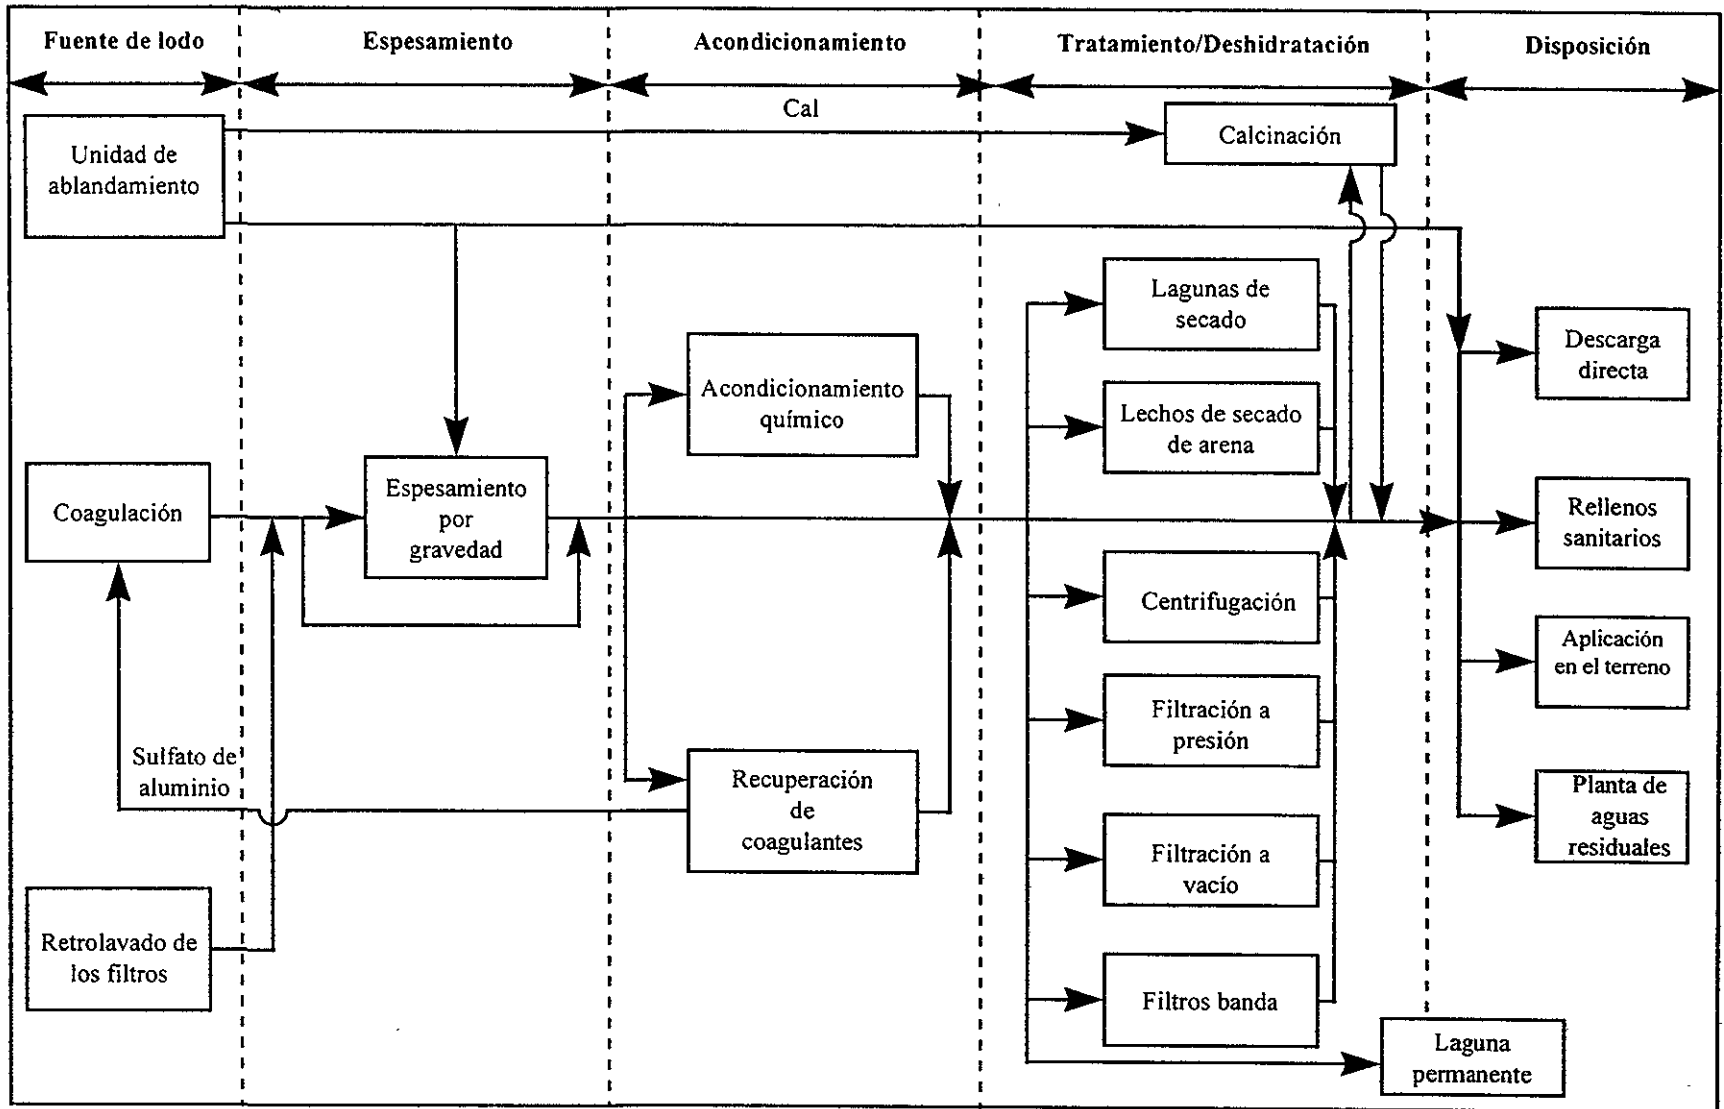 Fuente de lodo
Espesamiento
Acondicionamiento
Tratamiento/Deshidratación
Disposición
Cal
Unidad de
ablandamiento
Calcinación
Lagunas de
secado
Descarga
directa
Acondicionamiento
químico
Lechos de secado
de arena
Coagulación
Espesamiento
por
gravedad
Rellenos
sanitarios
Centrifugación
Aplicación
en el terreno
Filtración a
presión
Sulfato de
aluminio
Recuperación
de
coagulantes
Planta de
aguas
residuales
Filtración a
vacío
Retrolavado de
los filtros
Filtros banda
Laguna
permanente